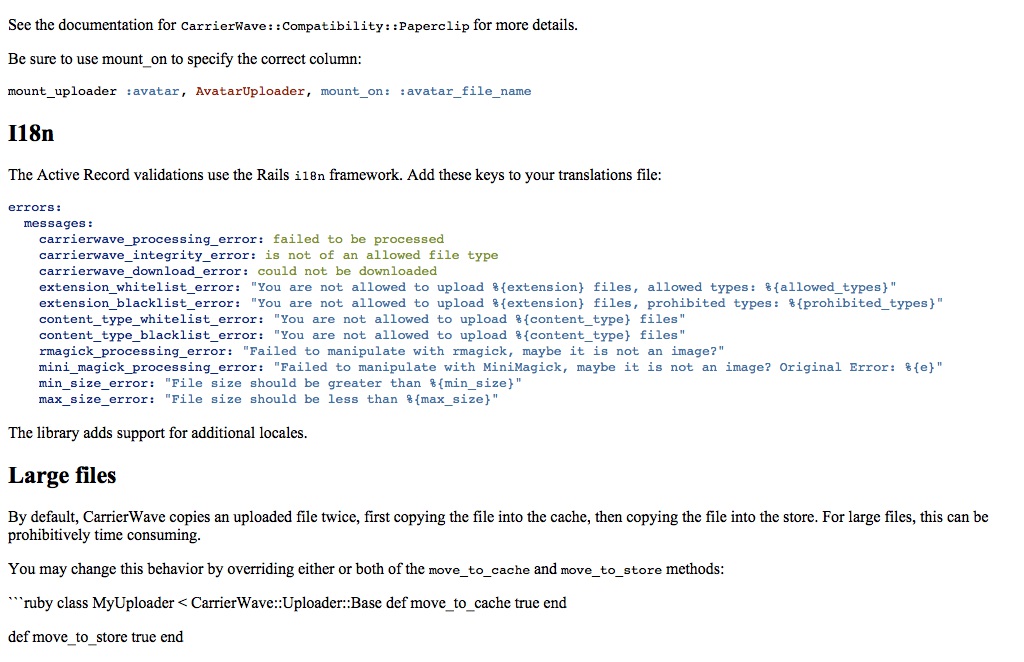 See the documentation for CarrierWave::Compatibility::Paperclip for more details.
Be sure to use mount_on to specify the correct column:
mount_uploader :avatar, AvatarUploader, mount_on: :avatar_file_name
I18n
The Active Record validations use the Rails i18n framework. Add these keys to your translations file:
errors:
  messages:
    carrierwave_processing_error: failed to be processed
    carrierwave_integrity_error: is not of an allowed file type
    carrierwave_download_error: could not be downloaded
    extension_whitelist_error: "You are not allowed to upload %{extension} files, allowed types: %{allowed_types}"
    extension_blacklist_error: "You are not allowed to upload %{extension} files, prohibited types: %{prohibited_types}"
    content_type_whitelist_error: "You are not allowed to upload %{content_type} files"
    content_type_blacklist_error: "You are not allowed to upload %{content_type} files"
    rmagick_processing_error: "Failed to manipulate with rmagick, maybe it is not an image?"
    mini_magick_processing_error: "Failed to manipulate with MiniMagick, maybe it is not an image? Original Error: %{e}"
    min_size_error: "File size should be greater than %{min_size}"
    max_size_error: "File size should be less than %{max_size}"
The library adds support for additional locales.
Large files
By default, CarrierWave copies an uploaded file twice, first copying the file into the cache, then copying the file into the store. For large files, this can be
prohibitively time consuming.
You may change this behavior by overriding either or both of the move_to_cache and move_to_store methods:
```ruby class MyUploader < CarrierWave::Uploader::Base def move_to_cache true end
def move_to_store true end